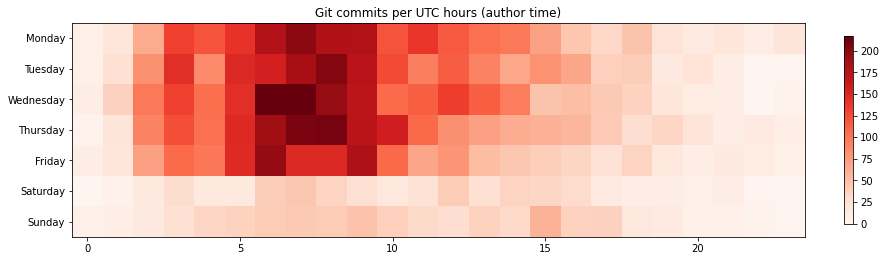 Git commits per UTC hours (author time)
Monday
Tuesday
Wednesday
Thursday
Friday
Saturday
Sunday
0 5 10 15 20
200
175
150
125
100
75
50
25
0